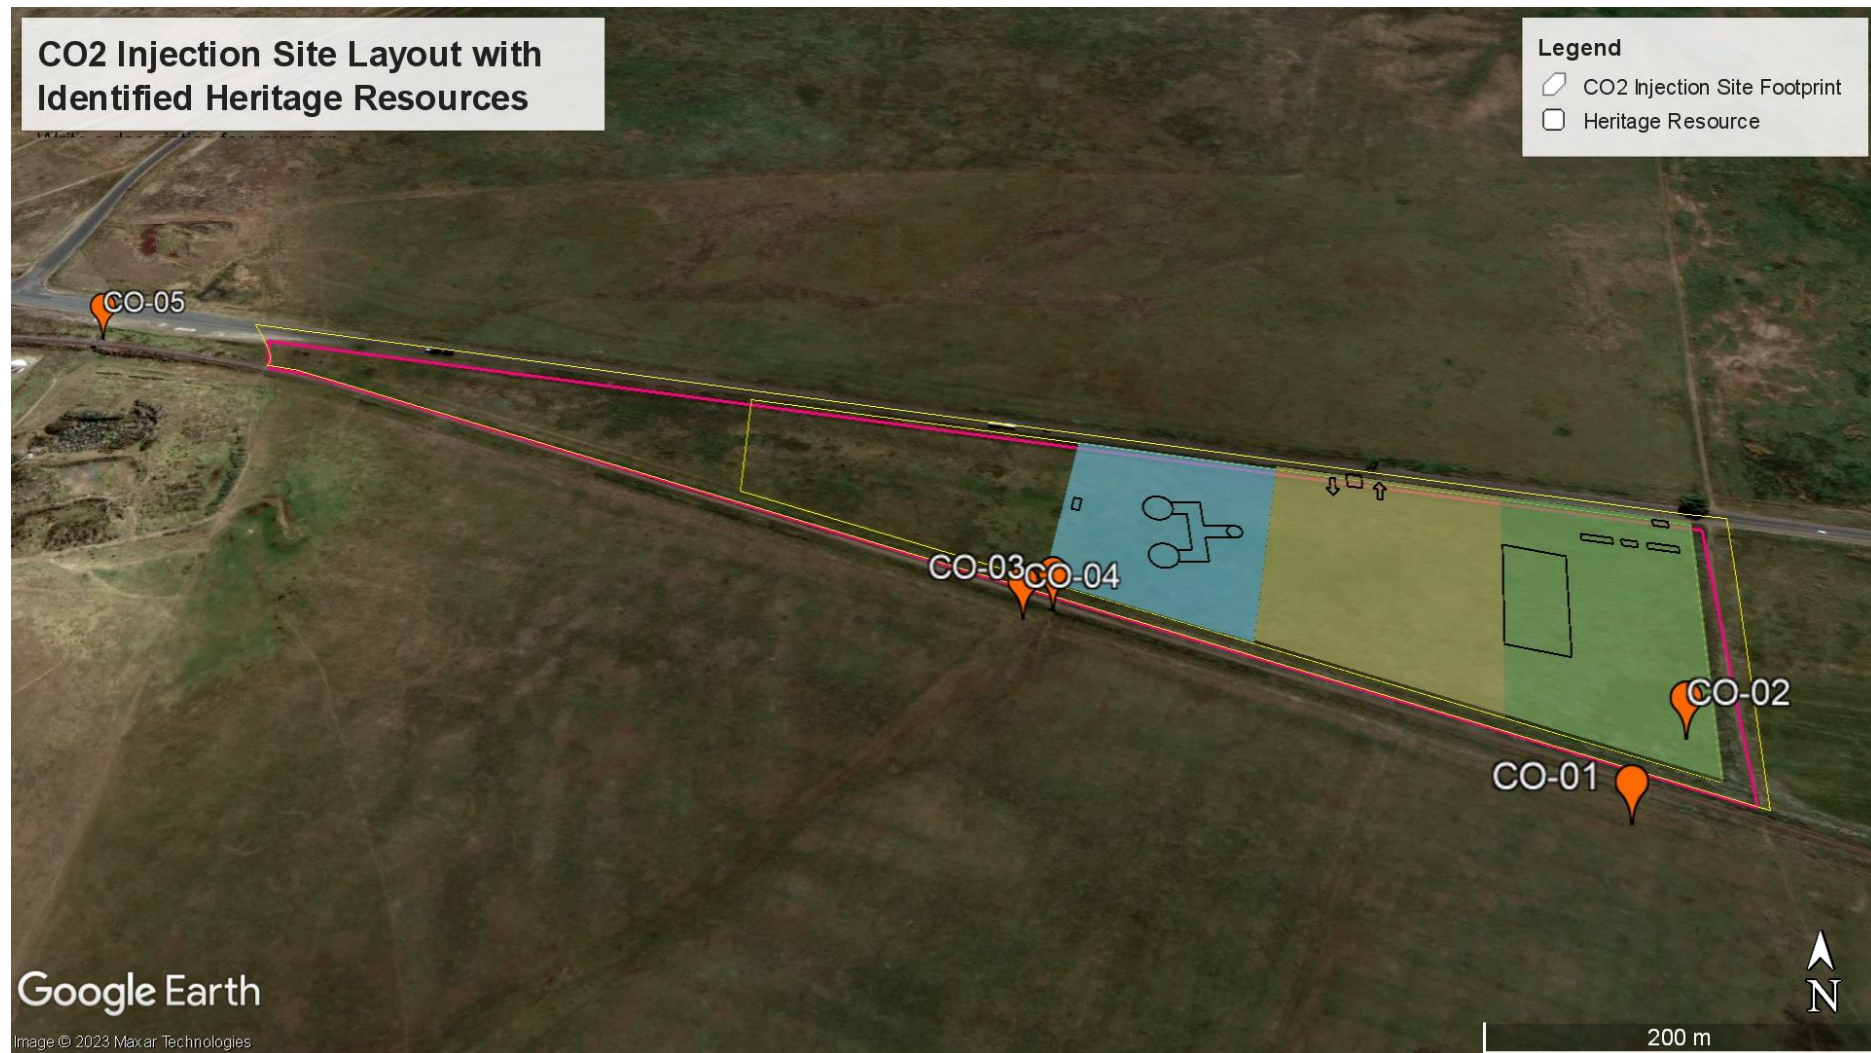 CO2 Injection Site Layout with
Identified Heritage Resources
Legend
CO2 Injection Site Footprint
Heritage Resource
CO-05
CO-03
CO-04
CO-02
CO-01
Google Earth
N
Image © 2023 Maxar Technologies
200 m